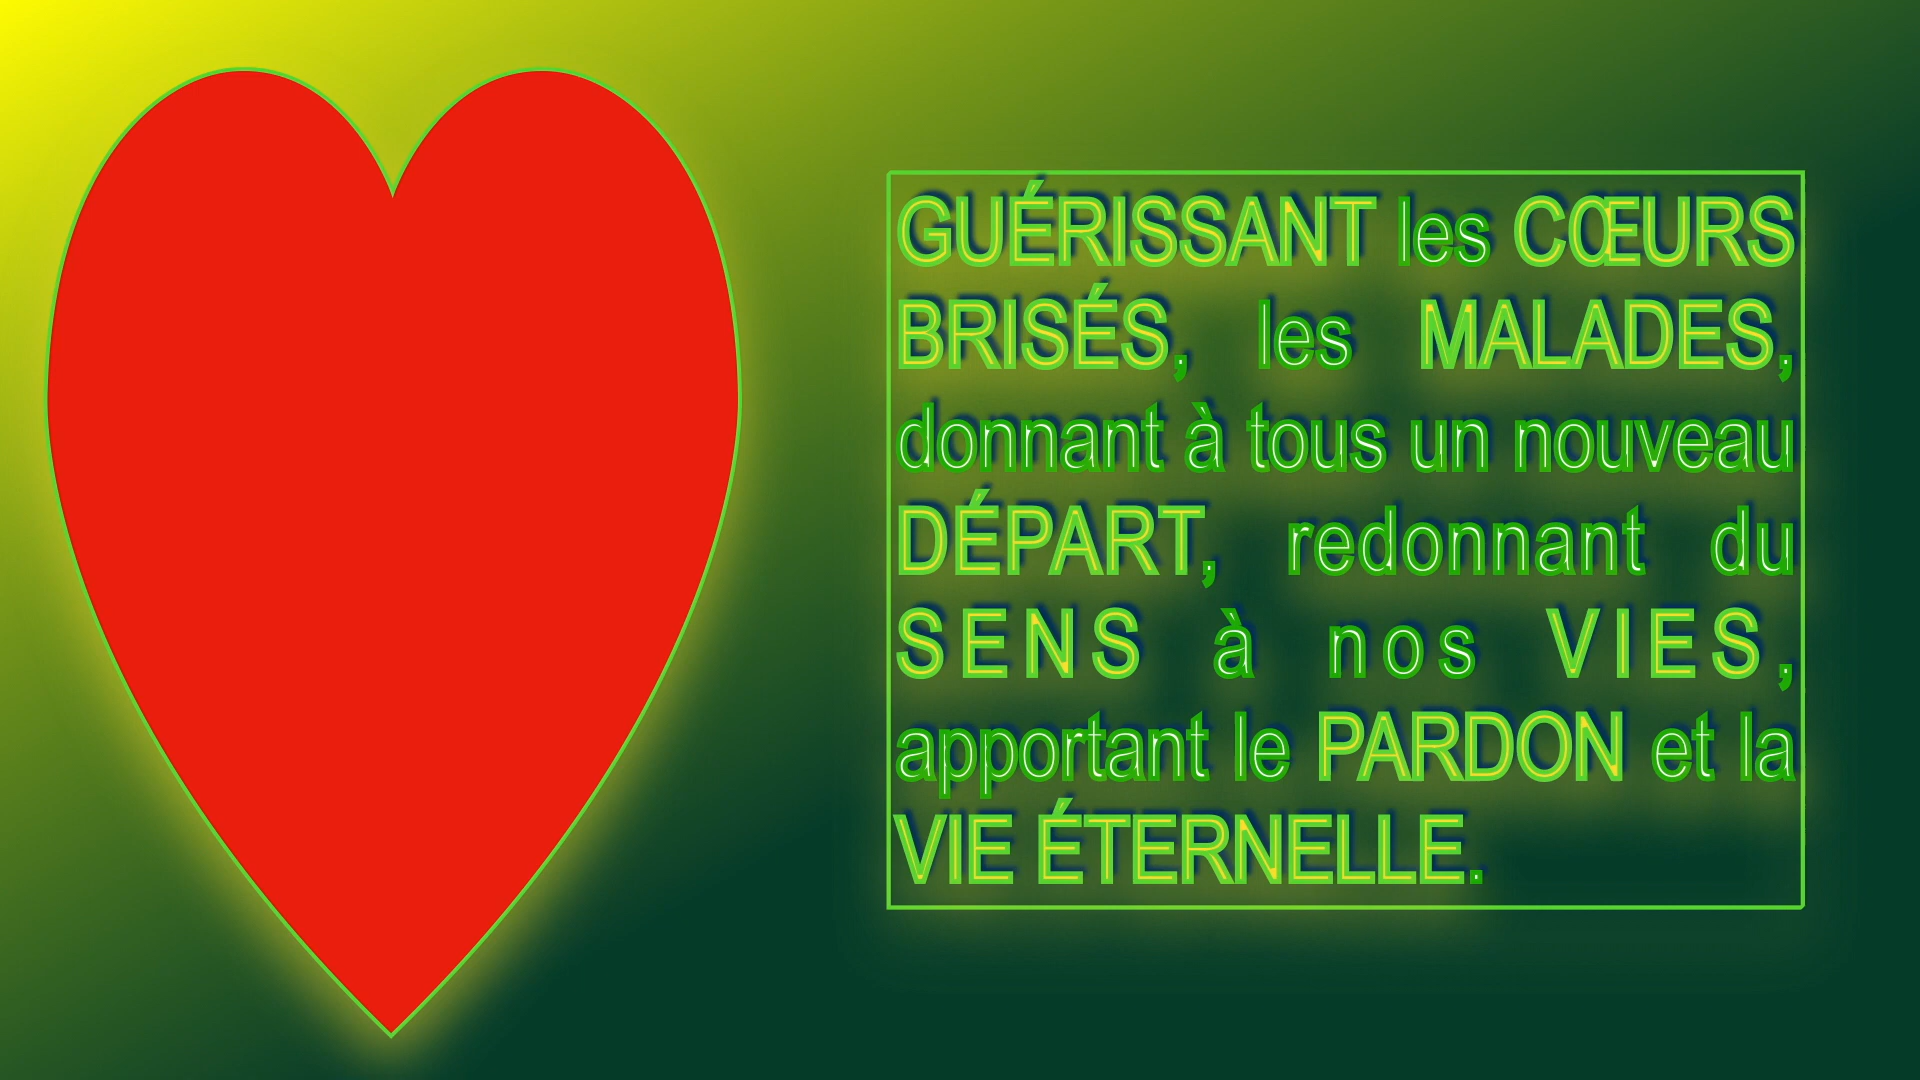 GUÉRISSANT les CŒURS
BRISÉS, les MALADES,
donnant à tous un nouveau
DÉPART, redonnant du
SENS à nos VIES,
apportant le PARDON et la
VIE ÉTERNELLE.